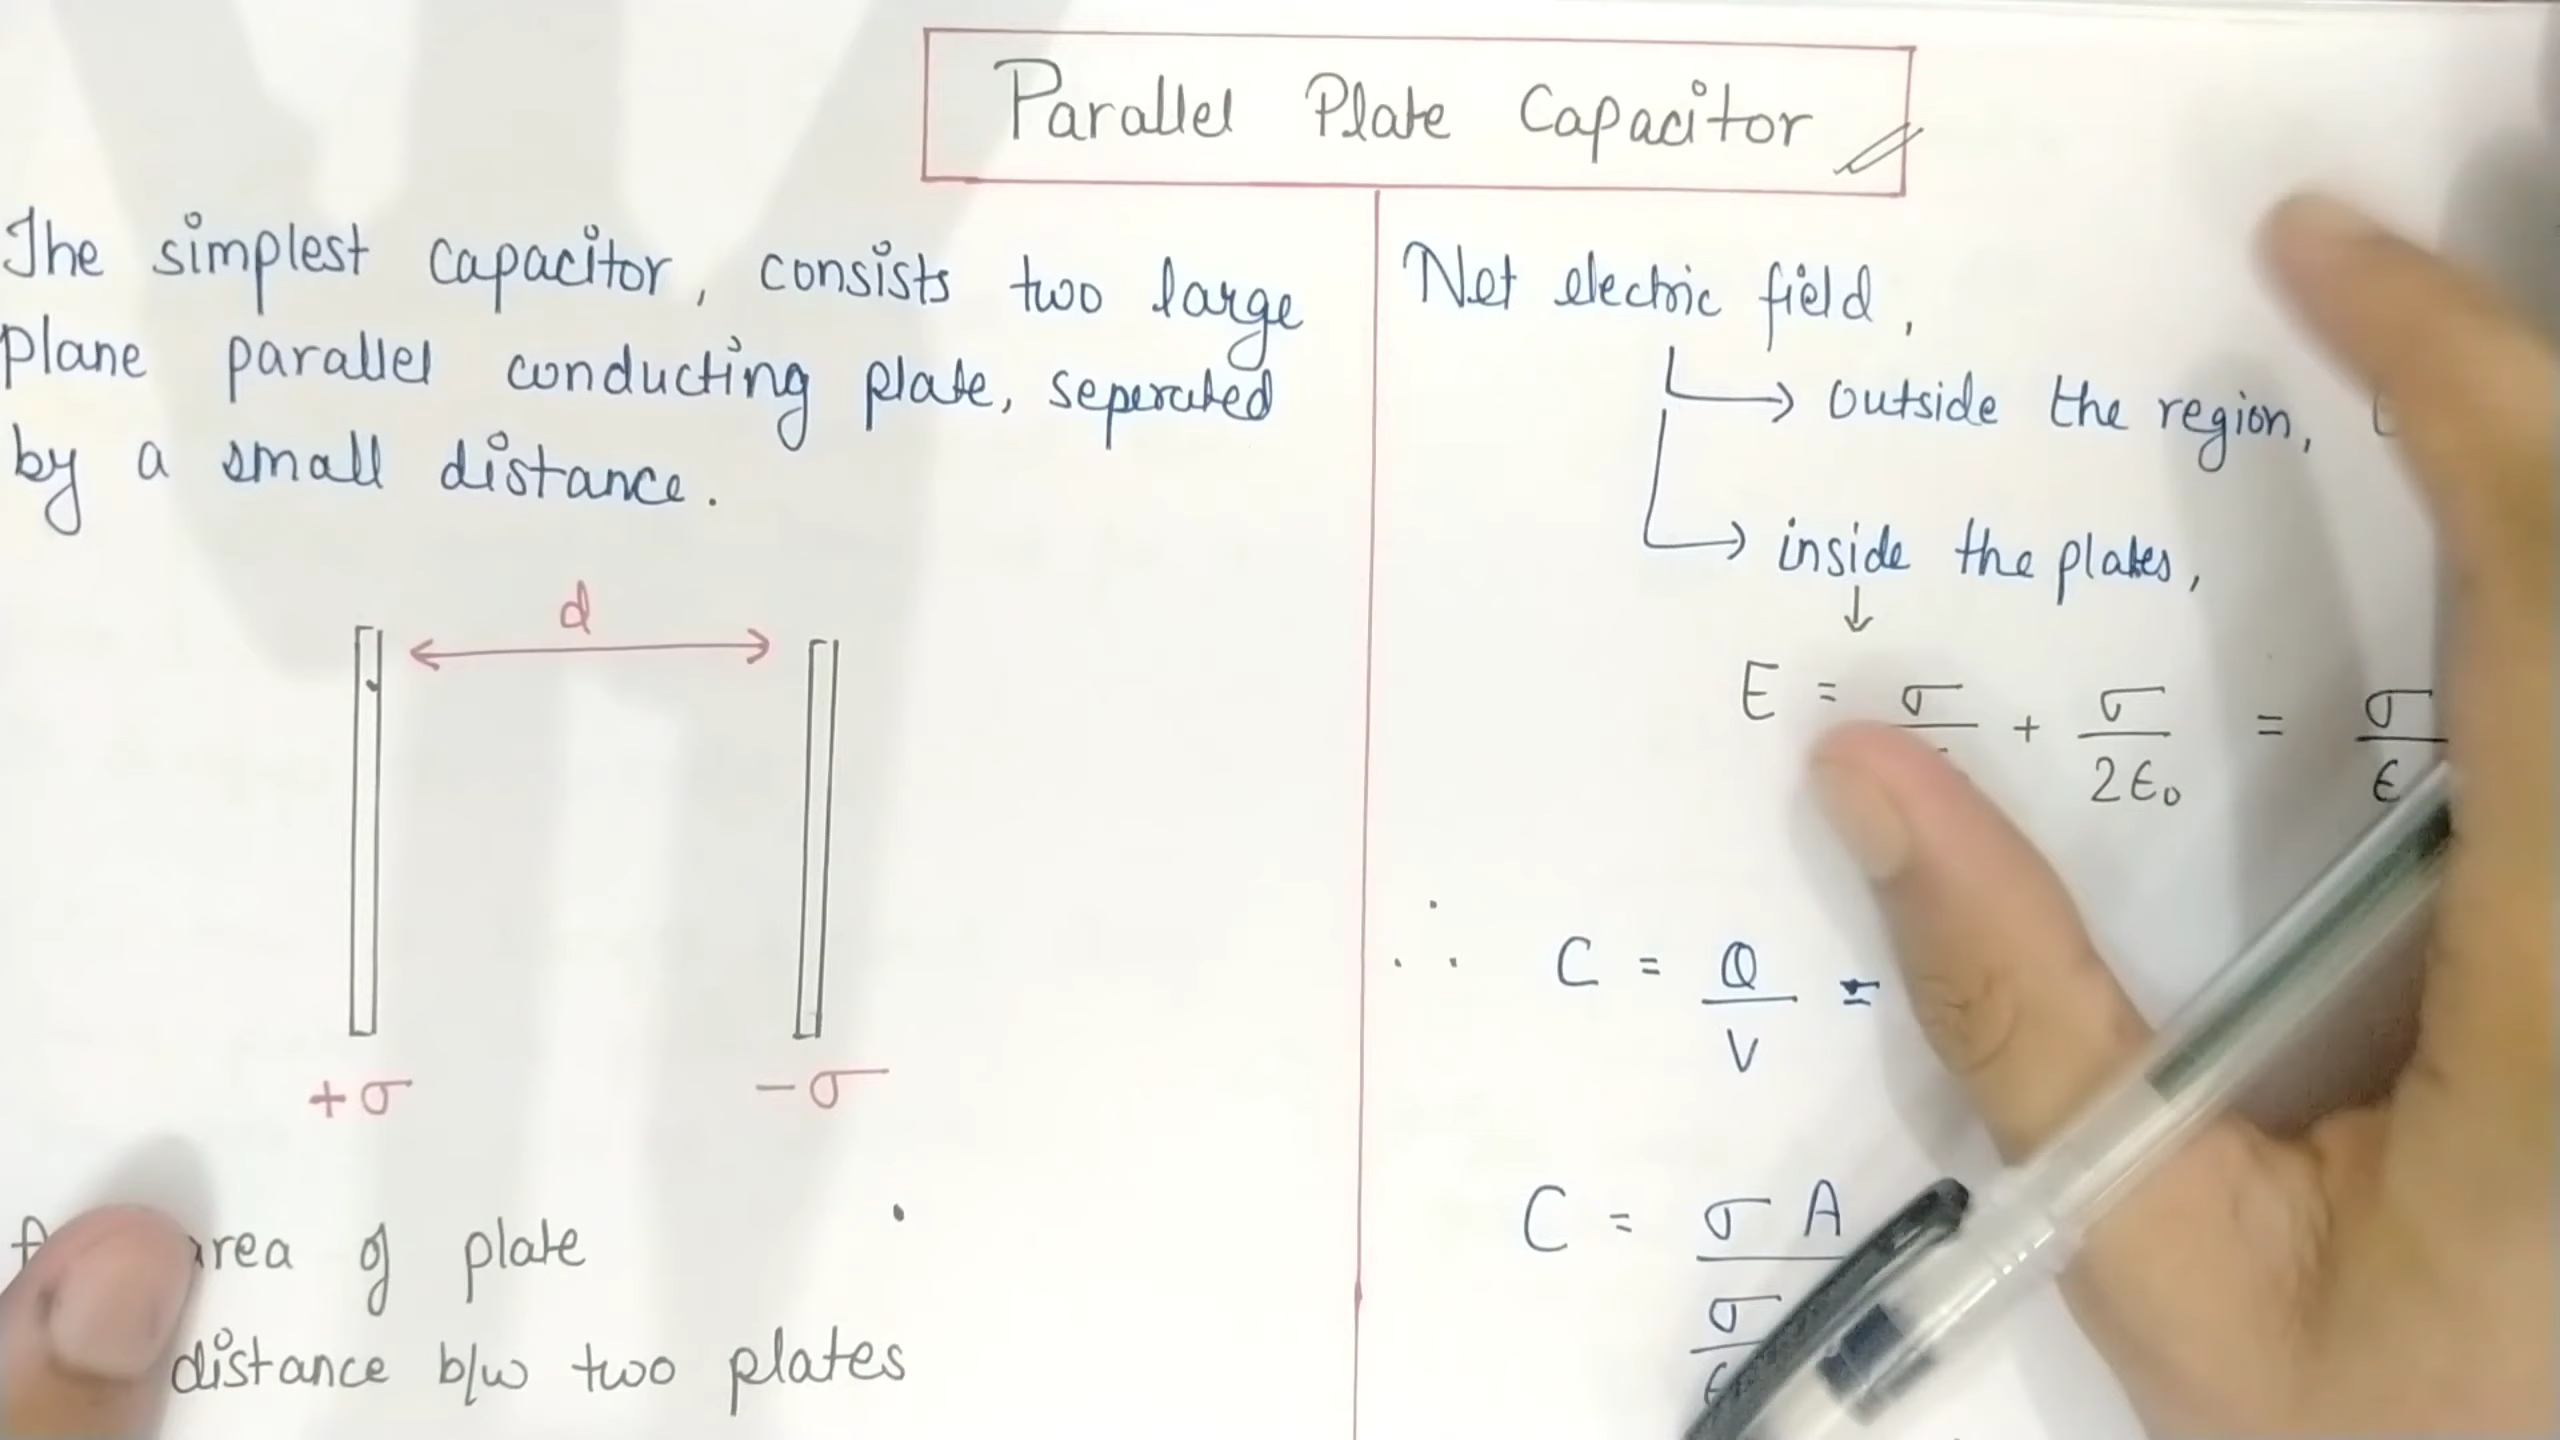 Parallel Plate Capacitor
The simplest capacitor, consists two large
plane parallel conducting plate, seperated
by a small distance.
d
+σ
-σ
of plate
distance b/w two plates
Net electric field,
→ outside the region,
→ inside the plates,
↓
E = σ/ + σ/2ϵ₀ = σ/ϵ
∴ C = Q/V =
C = σA / σ/ϵ